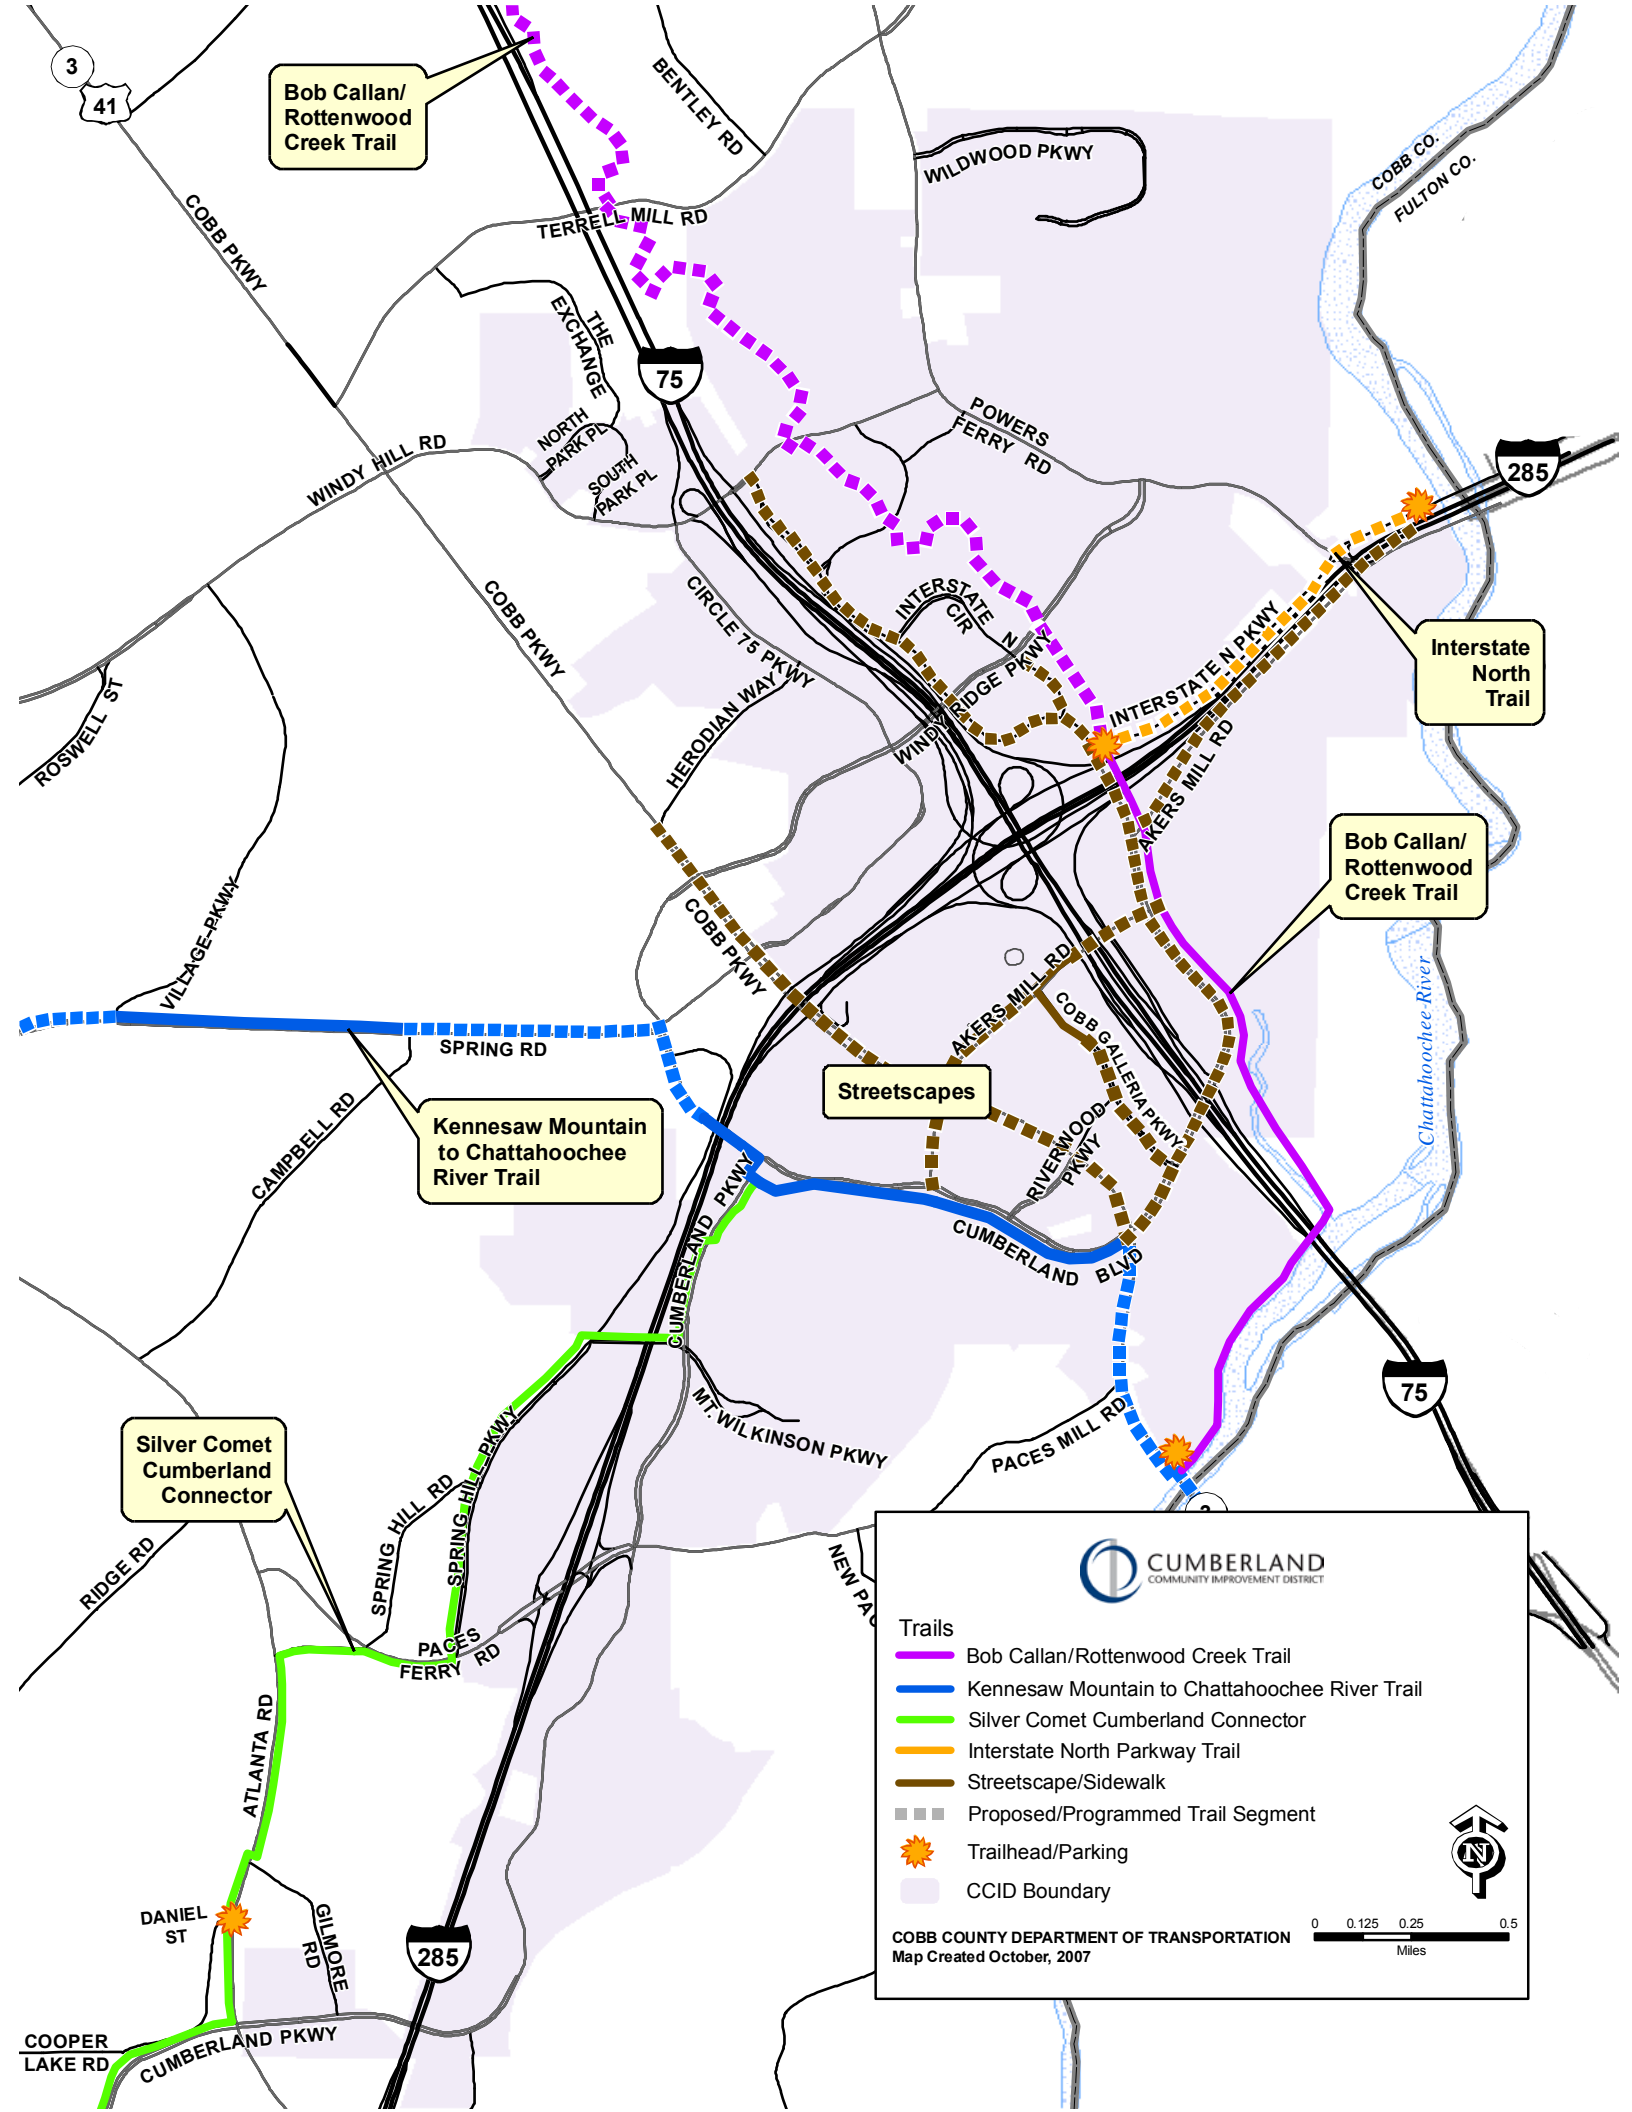 3
41
Bob Callan/
Rottenwood
Creek Trail
BENTLEY RD
WILDWOOD PKWY
COBB CO.
FULTON CO.
COBB PKWY
TERRELL MILL RD
THE
EXCHANGE
75
NORTH
PARK PL
SOUTH
PARK PL
WINDY HILL RD
POWERS
FERRY RD
285
COBB PKWY
CIRCLE 75 PKWY
INTERSTATE
CIR
N
WINDY RIDGE PKWY
INTERSTATE N PKWY
Interstate
North
Trail
ROSWELL ST
HERODIAN WAY
AKERS MILL RD
Bob Callan/
Rottenwood
Creek Trail
VILLAGE PKWY
COBB PKWY
AKERS MILL RD
COBB GALLERIA PKWY
Chattahoochee River
SPRING RD
Streetscapes
CAMPBELL RD
Kennesaw Mountain
to Chattahoochee
River Trail
RIVERWOOD
PKWY
CUMBERLAND PKWY
CUMBERLAND BLVD
75
MT. WILKINSON PKWY
PACES MILL RD
Silver Comet
Cumberland
Connector
SPRING HILL RD
SPRING HILL PKWY
RIDGE RD
NEW PAC
PACES
FERRY RD
ATLANTA RD
DANIEL
ST
GILMORE
RD
285
COOPER
LAKE RD
CUMBERLAND PKWY
CUMBERLAND
COMMUNITY IMPROVEMENT DISTRICT
Trails
Bob Callan/Rottenwood Creek Trail
Kennesaw Mountain to Chattahoochee River Trail
Silver Comet Cumberland Connector
Interstate North Parkway Trail
Streetscape/Sidewalk
Proposed/Programmed Trail Segment
Trailhead/Parking
CCID Boundary
N
COBB COUNTY DEPARTMENT OF TRANSPORTATION
Map Created October, 2007
0 0.125 0.25 0.5
Miles